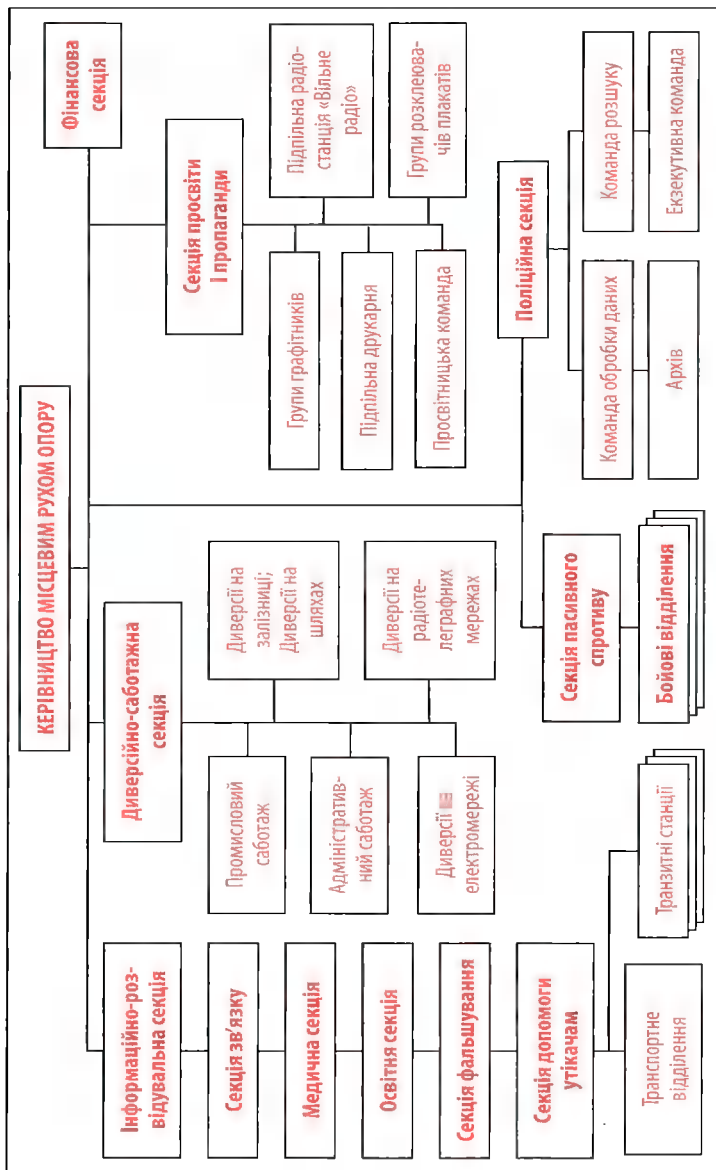 КЕРІВНИЦТВО МІСЦЕВИМ РУХОМ ОПОРУ
Фінансова
секція
Інформаційно-роз-
відувальна секція
Секція зв'язку
Медична секція
Освітня секція
Секція фальшування
Секція допомоги
утікачам
Транспортне
відділення
Транзитні станції
Диверсійно-саботажна
секція
Промисловий
саботаж
Диверсії на
залізниці;
Диверсії на
шляхах
Адміністратив-
ний саботаж
Диверсії на
радіоте-
леграфних
мережах
Диверсії
електромережі
Секція просвіти
і пропаганди
Групи графітників
Підпільна радіо-
станція «Вільне
радіо»
Підпільна друкарня
Групи розклеюва-
чів плакатів
Просвітницька команда
Секція пасивного
спротиву
Бойові відділення
Поліційна секція
Команда обробки даних
Команда розшуку
Архів
Екзекутивна команда